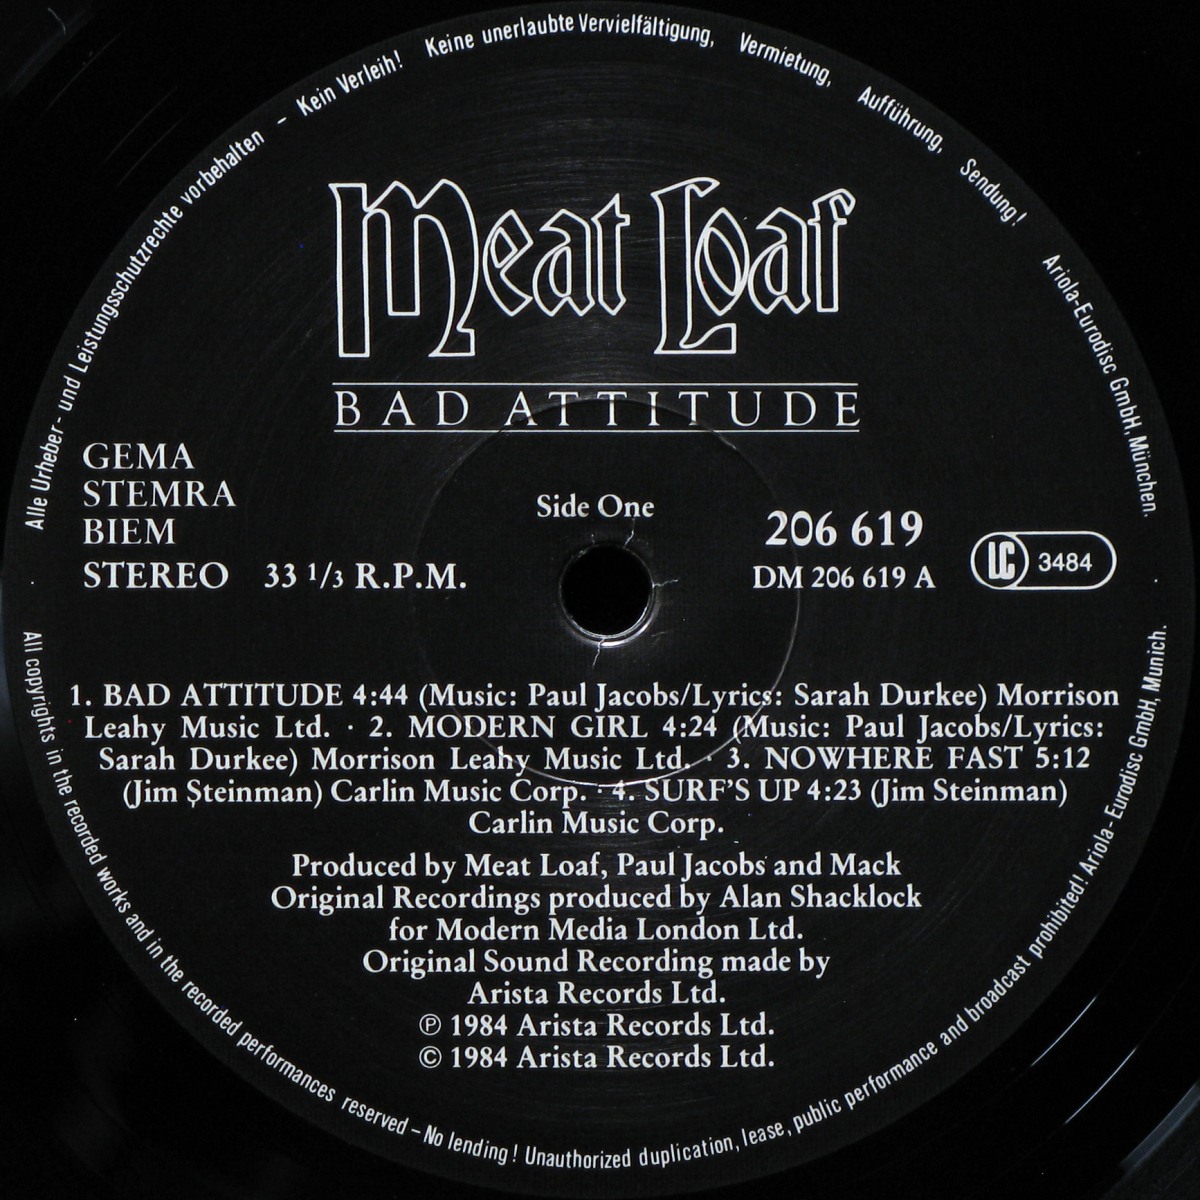 Alle Urheber- und Leistungsschutzrechte vorbehalten – Kein Verleih! Keine unerlaubte Vervielfältigung, Vermietung, Aufführung, Sendung! Ariola-Eurodisc GmbH, München.
Meat Loaf
BAD ATTITUDE
GEMA
STEMRA
BIEM
STEREO 33 1/3 R.P.M.
Side One
206 619
DM 206 619 A
LC 3484
1. BAD ATTITUDE 4:44 (Music: Paul Jacobs/Lyrics: Sarah Durkee) Morrison
Leahy Music Ltd. · 2. MODERN GIRL 4:24 (Music: Paul Jacobs/Lyrics:
Sarah Durkee) Morrison Leahy Music Ltd. · 3. NOWHERE FAST 5:12
(Jim Steinman) Carlin Music Corp. · 4. SURF'S UP 4:23 (Jim Steinman)
Carlin Music Corp.
Produced by Meat Loaf, Paul Jacobs and Mack
Original Recordings produced by Alan Shacklock
for Modern Media London Ltd.
Original Sound Recording made by
Arista Records Ltd.
Ⓟ 1984 Arista Records Ltd.
© 1984 Arista Records Ltd.
All copyrights in the recorded works and in the recorded performances reserved – No lending! Unauthorized duplication, lease, public performance and broadcast prohibited! Ariola-Eurodisc GmbH, Munich.